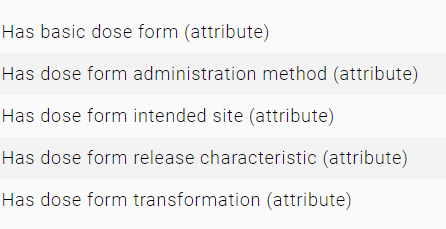 Has basic dose form (attribute)
Has dose form administration method (attribute)
Has dose form intended site (attribute)
Has dose form release characteristic (attribute)
Has dose form transformation (attribute)